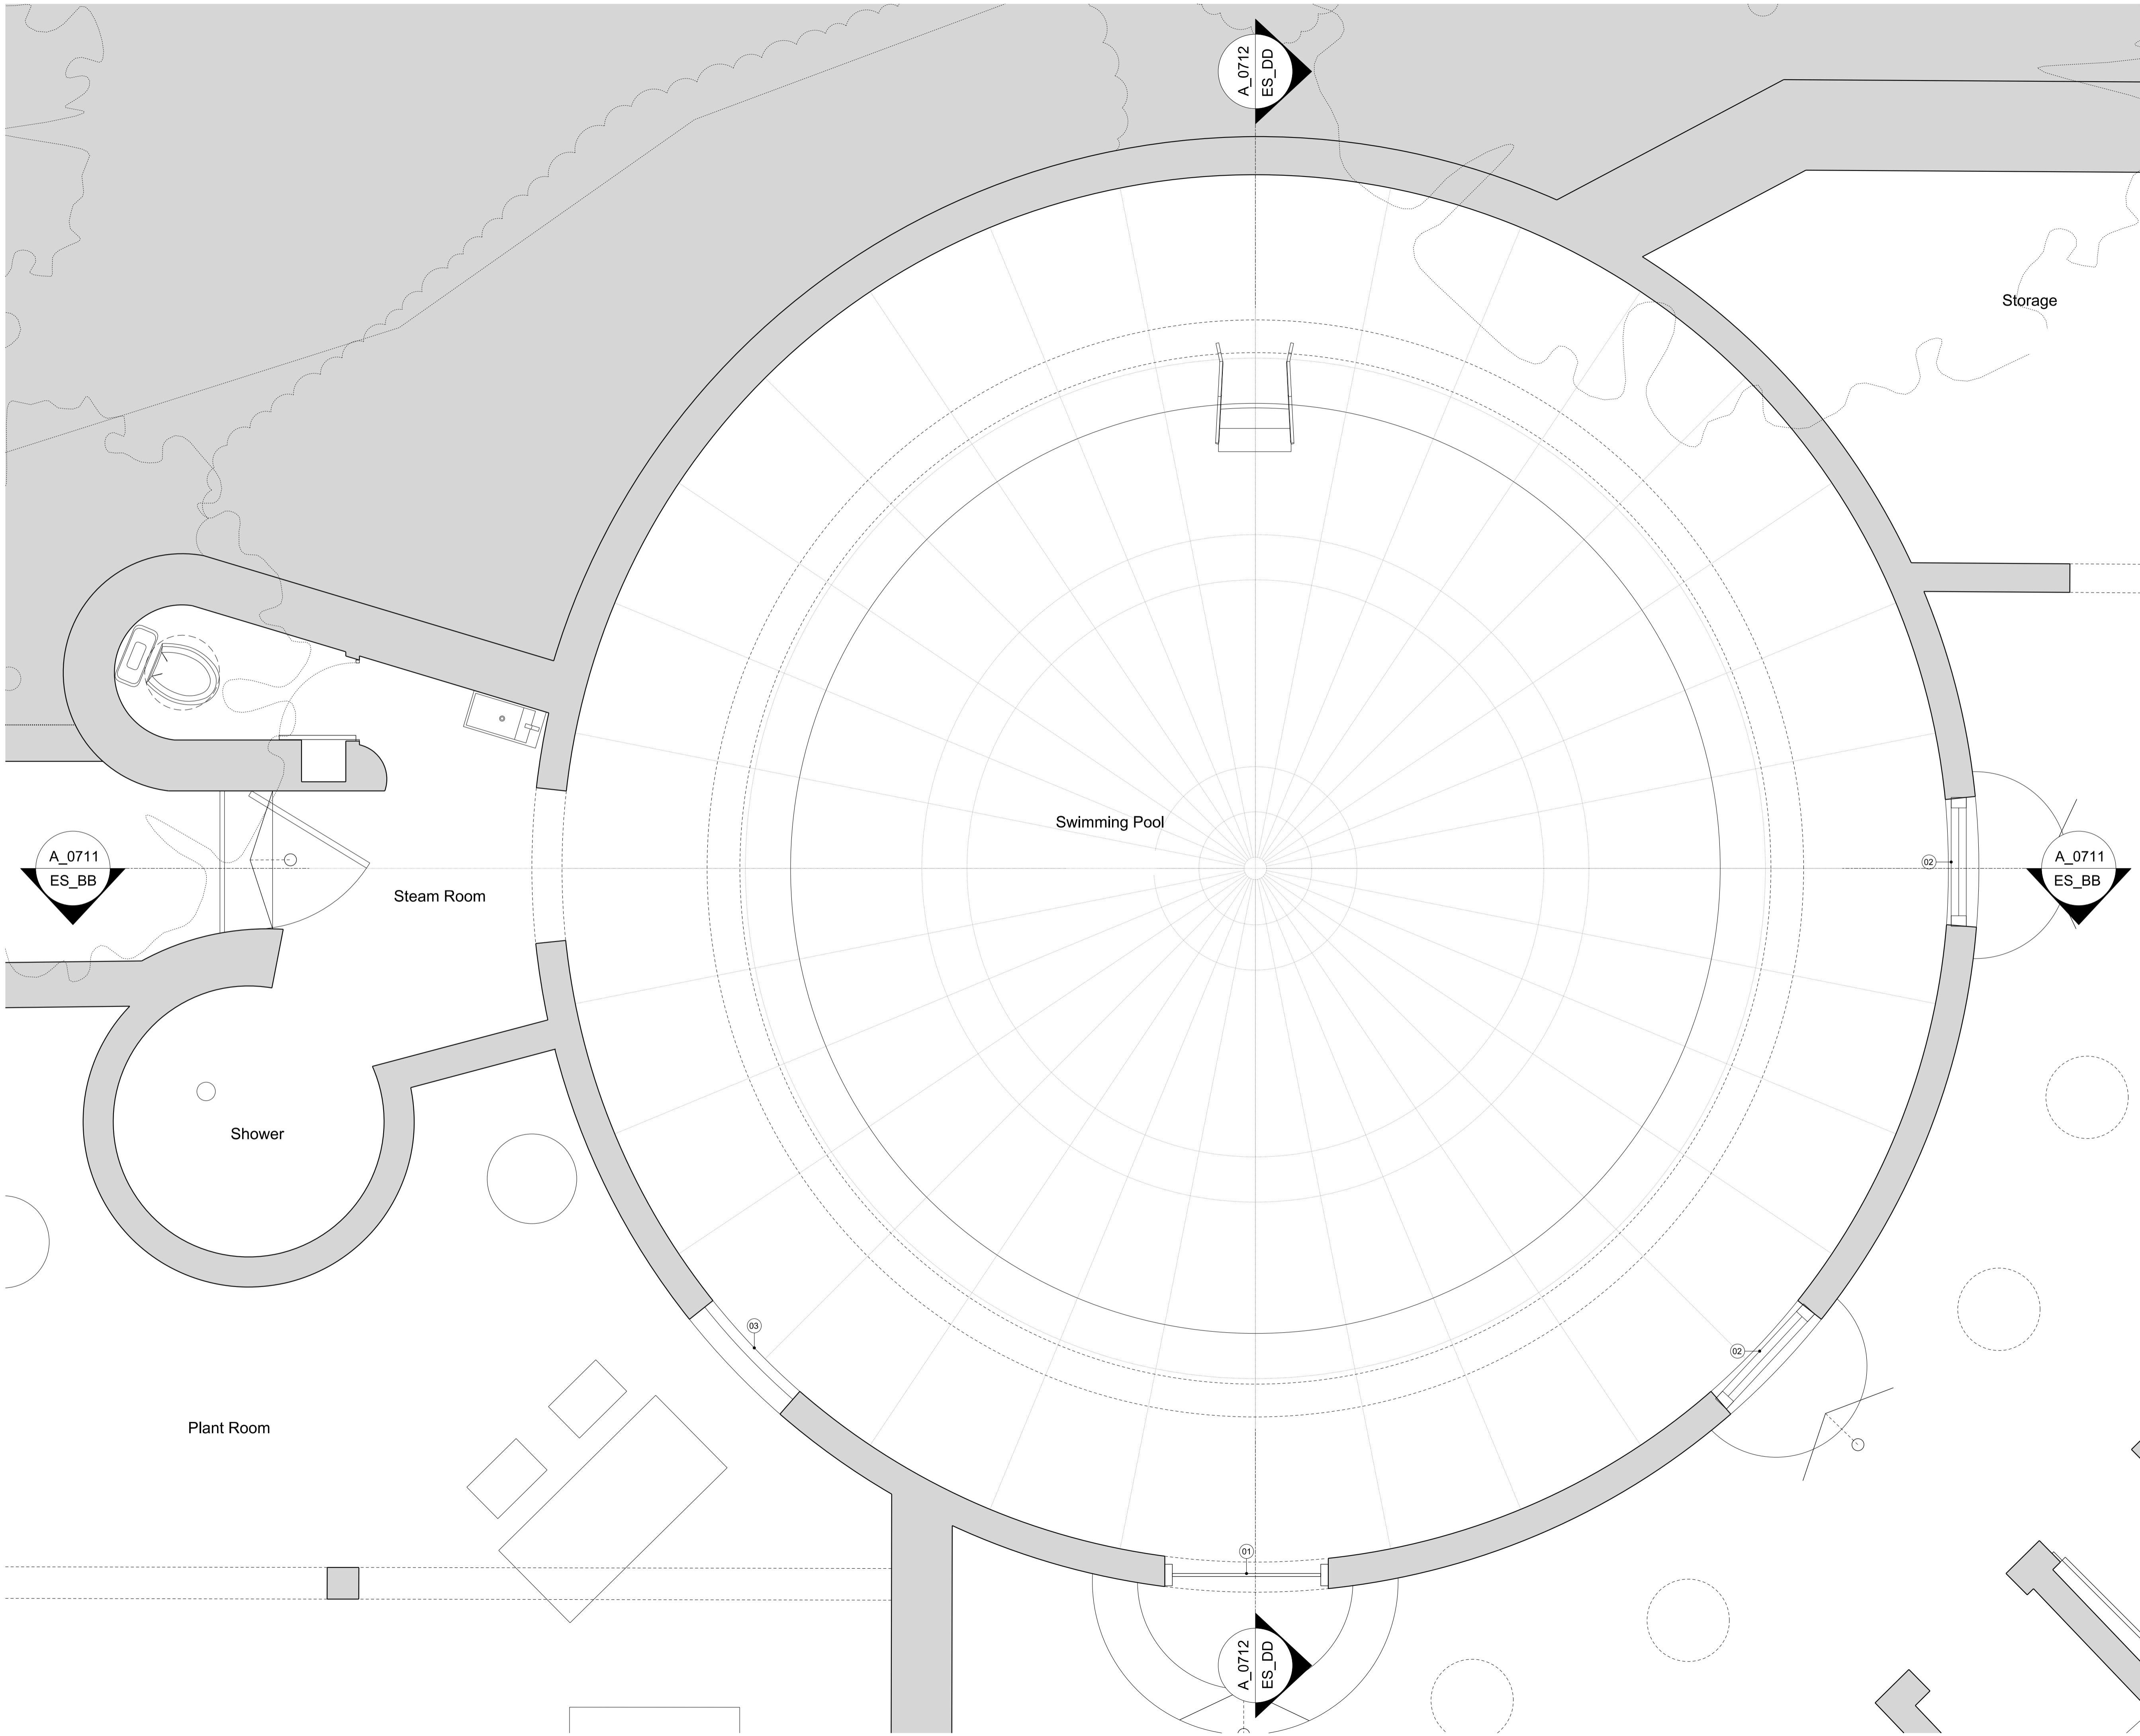 A_0712
ES_DD
Storage
Swimming Pool
A_0711
ES_BB
Steam Room
02
A_0711
ES_BB
Shower
03
02
Plant Room
01
A_0712
ES_DD